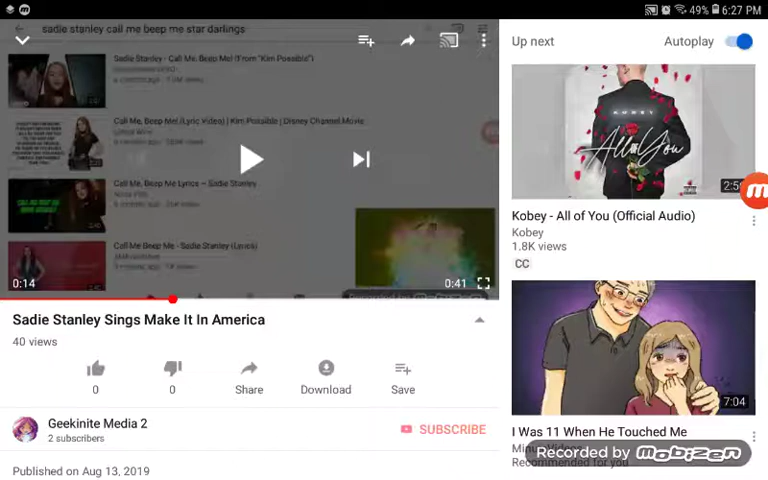 49% 6:27 PM
sadie stanley call me beep me star darlings
Sadie Stanley - Call Me, Beep Me! (From "Kim Possible")
Call Me, Beep Me! (Lyric Video) | Kim Possible | Disney Channel Movie
Call Me, Beep Me Lyrics ~ Sadie Stanley
Call Me Beep Me - Sadie Stanley (Lyrics)
0:14
0:41
Sadie Stanley Sings Make It In America
40 views
0 0 Share Download Save
Geekinite Media 2
2 subscribers
SUBSCRIBE
Published on Aug 13, 2019
Up next Autoplay
KOBEY
All of You
Kobey - All of You (Official Audio)
Kobey
1.8K views
CC
7:04
I Was 11 When He Touched Me
Recommended for you
Recorded by mobizen